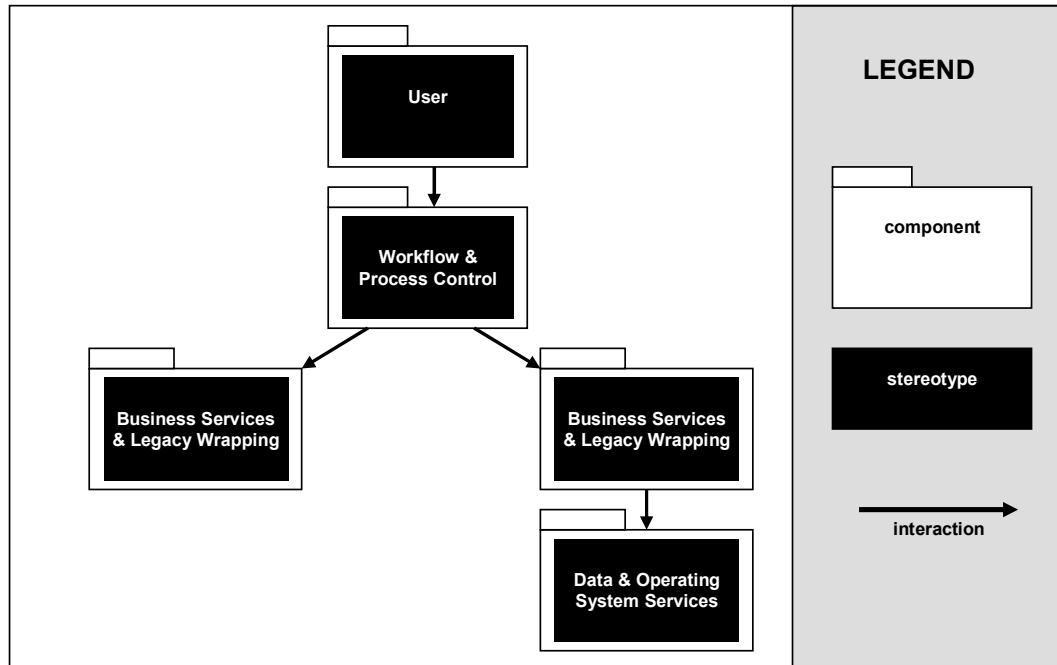 User
Workflow &
Process Control
Business Services
& Legacy Wrapping
Business Services
& Legacy Wrapping
Data & Operating
System Services
LEGEND
component
stereotype
interaction